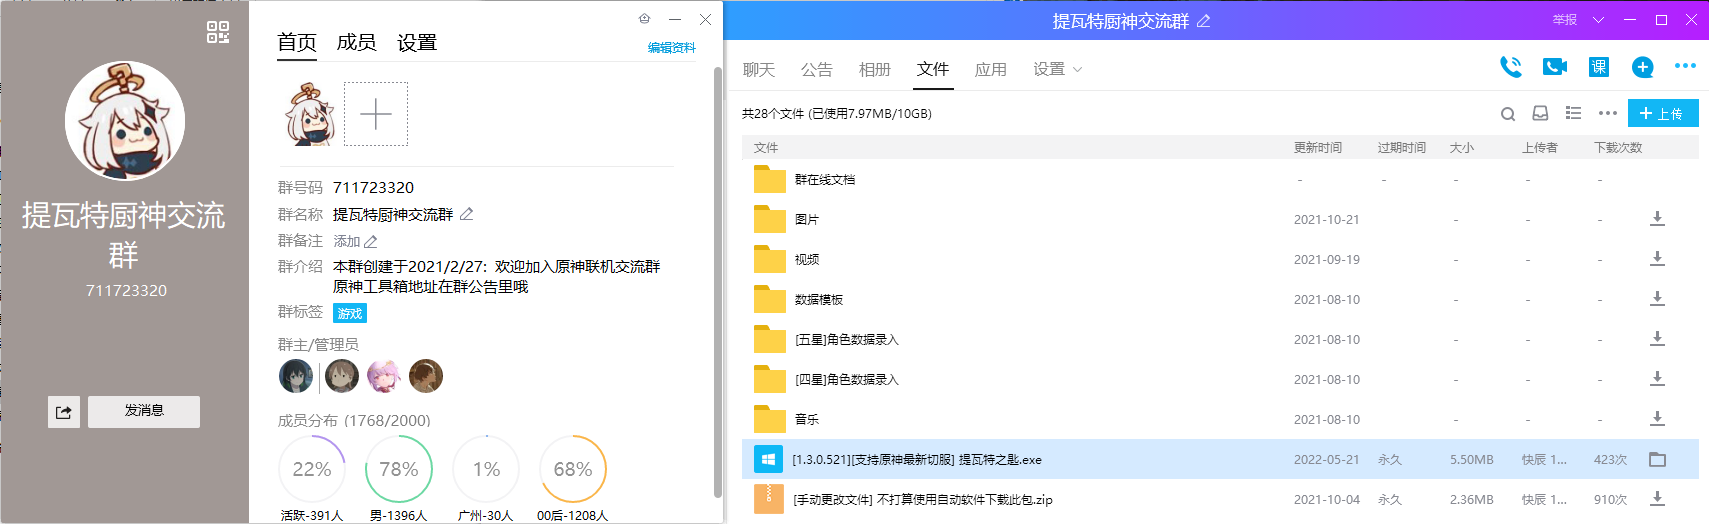 提瓦特厨神交流
群
711723320
发消息
首页 成员 设置
编辑资料
群号码 711723320
群名称 提瓦特厨神交流群
群备注 添加
群介绍 本群创建于2021/2/27：欢迎加入原神联机交流群
原神工具箱地址在群公告里哦
群标签 游戏
群主/管理员
成员分布 (1768/2000)
22% 78% 1% 68%
活跃-391人 男-1396人 广州-30人 00后-1208人
提瓦特厨神交流群
举报
聊天 公告 相册 文件 应用 设置
课
共28个文件 (已使用7.97MB/10GB)
上传
文件 更新时间 过期时间 大小 上传者 下载次数
群在线文档 - - - - -
图片 2021-10-21 - - -
视频 2021-09-19 - - -
数据模板 2021-08-10 - - -
[五星]角色数据录入 2021-08-10 - - -
[四星]角色数据录入 2021-08-10 - - -
音乐 2021-08-10 - - -
[1.3.0.521][支持原神最新切服] 提瓦特之匙.exe 2022-05-21 永久 5.50MB 快辰 1... 423次
[手动更改文件] 不打算使用自动软件下载此包.zip 2021-10-04 永久 2.36MB 快辰 1... 910次